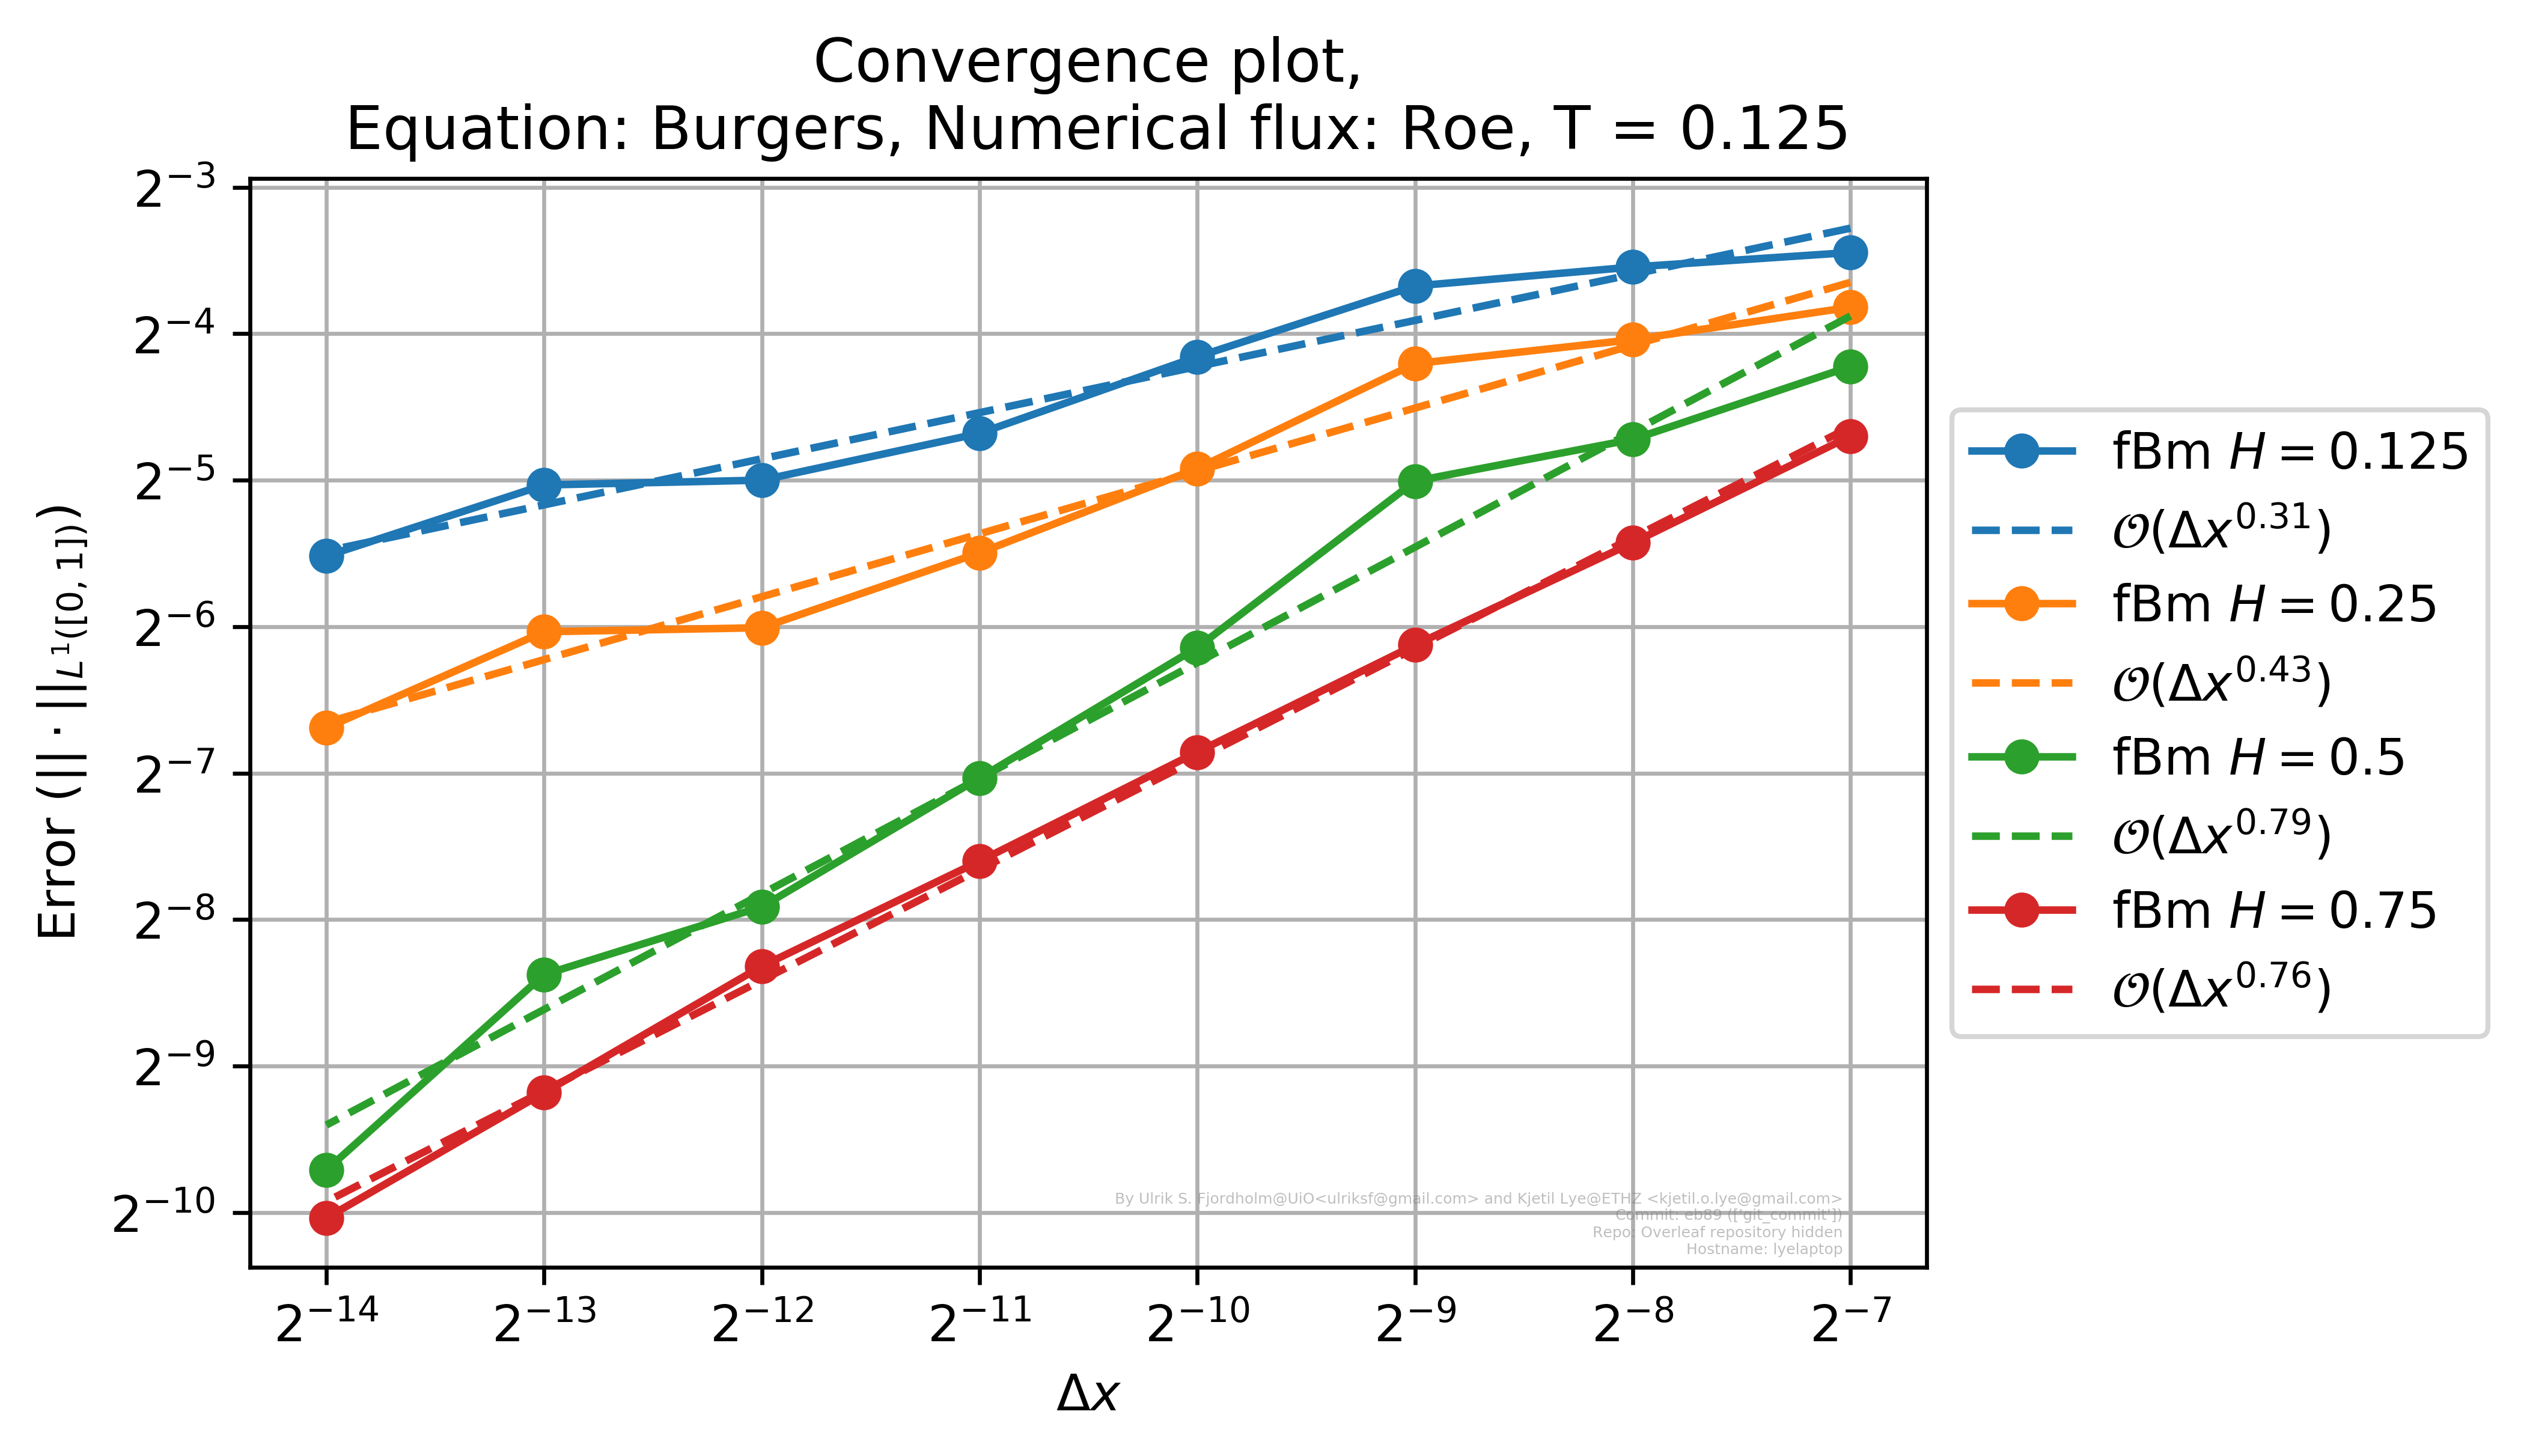 Convergence plot,
Equation: Burgers, Numerical flux: Roe, T = 0.125
2⁻³
2⁻⁴
2⁻⁵
2⁻⁶
2⁻⁷
2⁻⁸
2⁻⁹
2⁻¹⁰
Error (|| · ||_{L¹([0, 1])})
2⁻¹⁴ 2⁻¹³ 2⁻¹² 2⁻¹¹ 2⁻¹⁰ 2⁻⁹ 2⁻⁸ 2⁻⁷
Δx
fBm H = 0.125
𝒪(Δx^{0.31})
fBm H = 0.25
𝒪(Δx^{0.43})
fBm H = 0.5
𝒪(Δx^{0.79})
fBm H = 0.75
𝒪(Δx^{0.76})
By Ulrik S. Fjordholm@UiO<ulriksf@gmail.com> and Kjetil Lye@ETHZ <kjetil.o.lye@gmail.com>
Commit: eb89 (['git_commit'])
Repo: Overleaf repository hidden
Hostname: lyelaptop